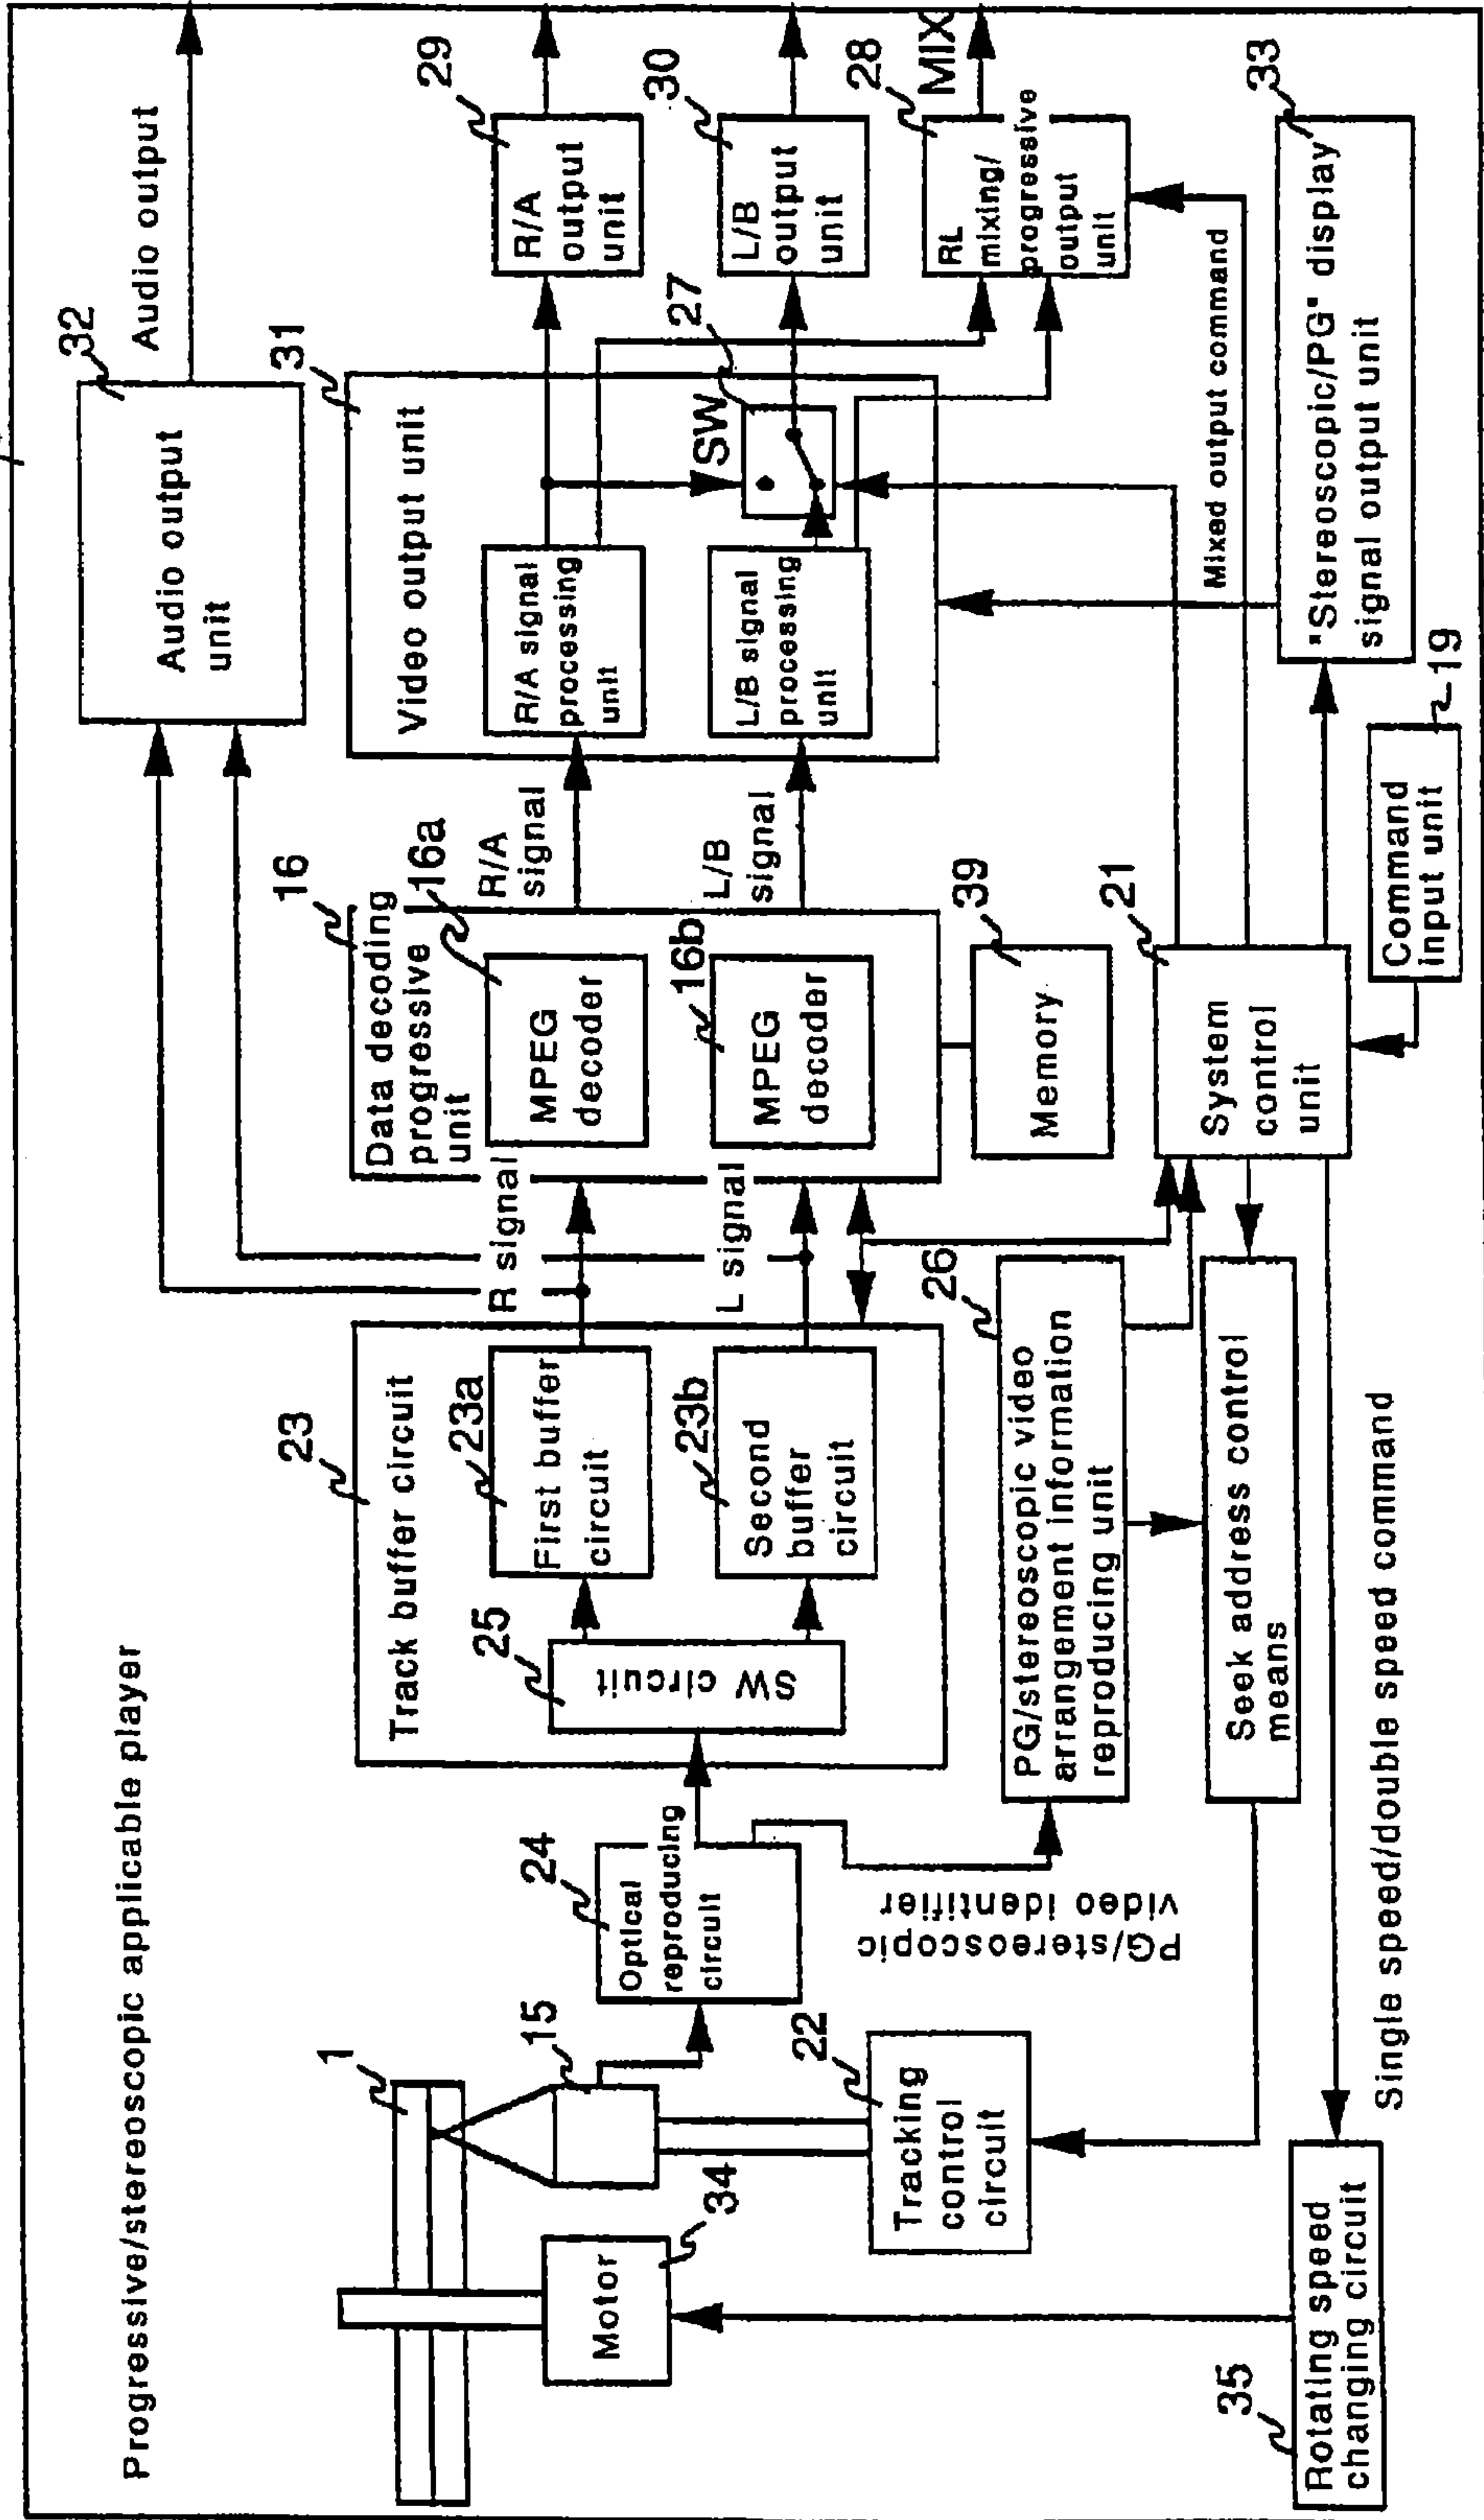 Progressive/stereoscopic applicable player
1
15
34
Motor
22
Tracking
control
circuit
35
Rotating speed
changing circuit
24
Optical
reproducing
circuit
PG/stereoscopic
video identifier
23
Track buffer circuit
25
SW circuit
23a
First buffer
circuit
23b
Second
buffer
circuit
26
PG/stereoscopic video
arrangement information
reproducing unit
Seek address control
means
Single speed/double speed command
R signal
L signal
16
Data decoding
progressive
unit
16a
MPEG
decoder
16b
MPEG
decoder
39
Memory
21
System
control
unit
19
Command
input unit
R/A
signal
L/B
signal
32
Audio output
unit
Audio output
31
Video output unit
R/A signal
processing
unit
L/B signal
processing
unit
SW
27
29
R/A
output
unit
30
L/B
output
unit
28
RL
mixing/
progressive
output
unit
MIX
Mixed output command
33
"Stereoscopic/PG" display
signal output unit